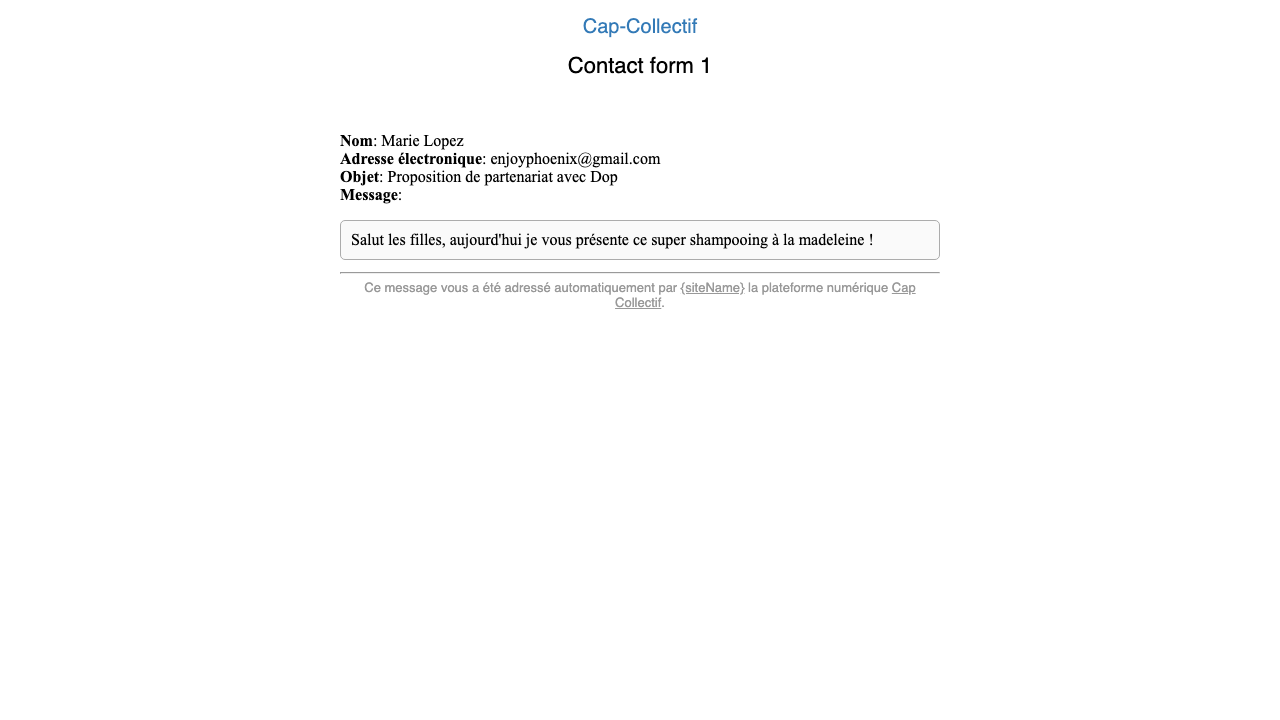 Cap-Collectif
Contact form 1
Nom: Marie Lopez
Adresse électronique: enjoyphoenix@gmail.com
Objet: Proposition de partenariat avec Dop
Message:
Salut les filles, aujourd'hui je vous présente ce super shampooing à la madeleine !
Ce message vous a été adressé automatiquement par {siteName} la plateforme numérique Cap
Collectif.